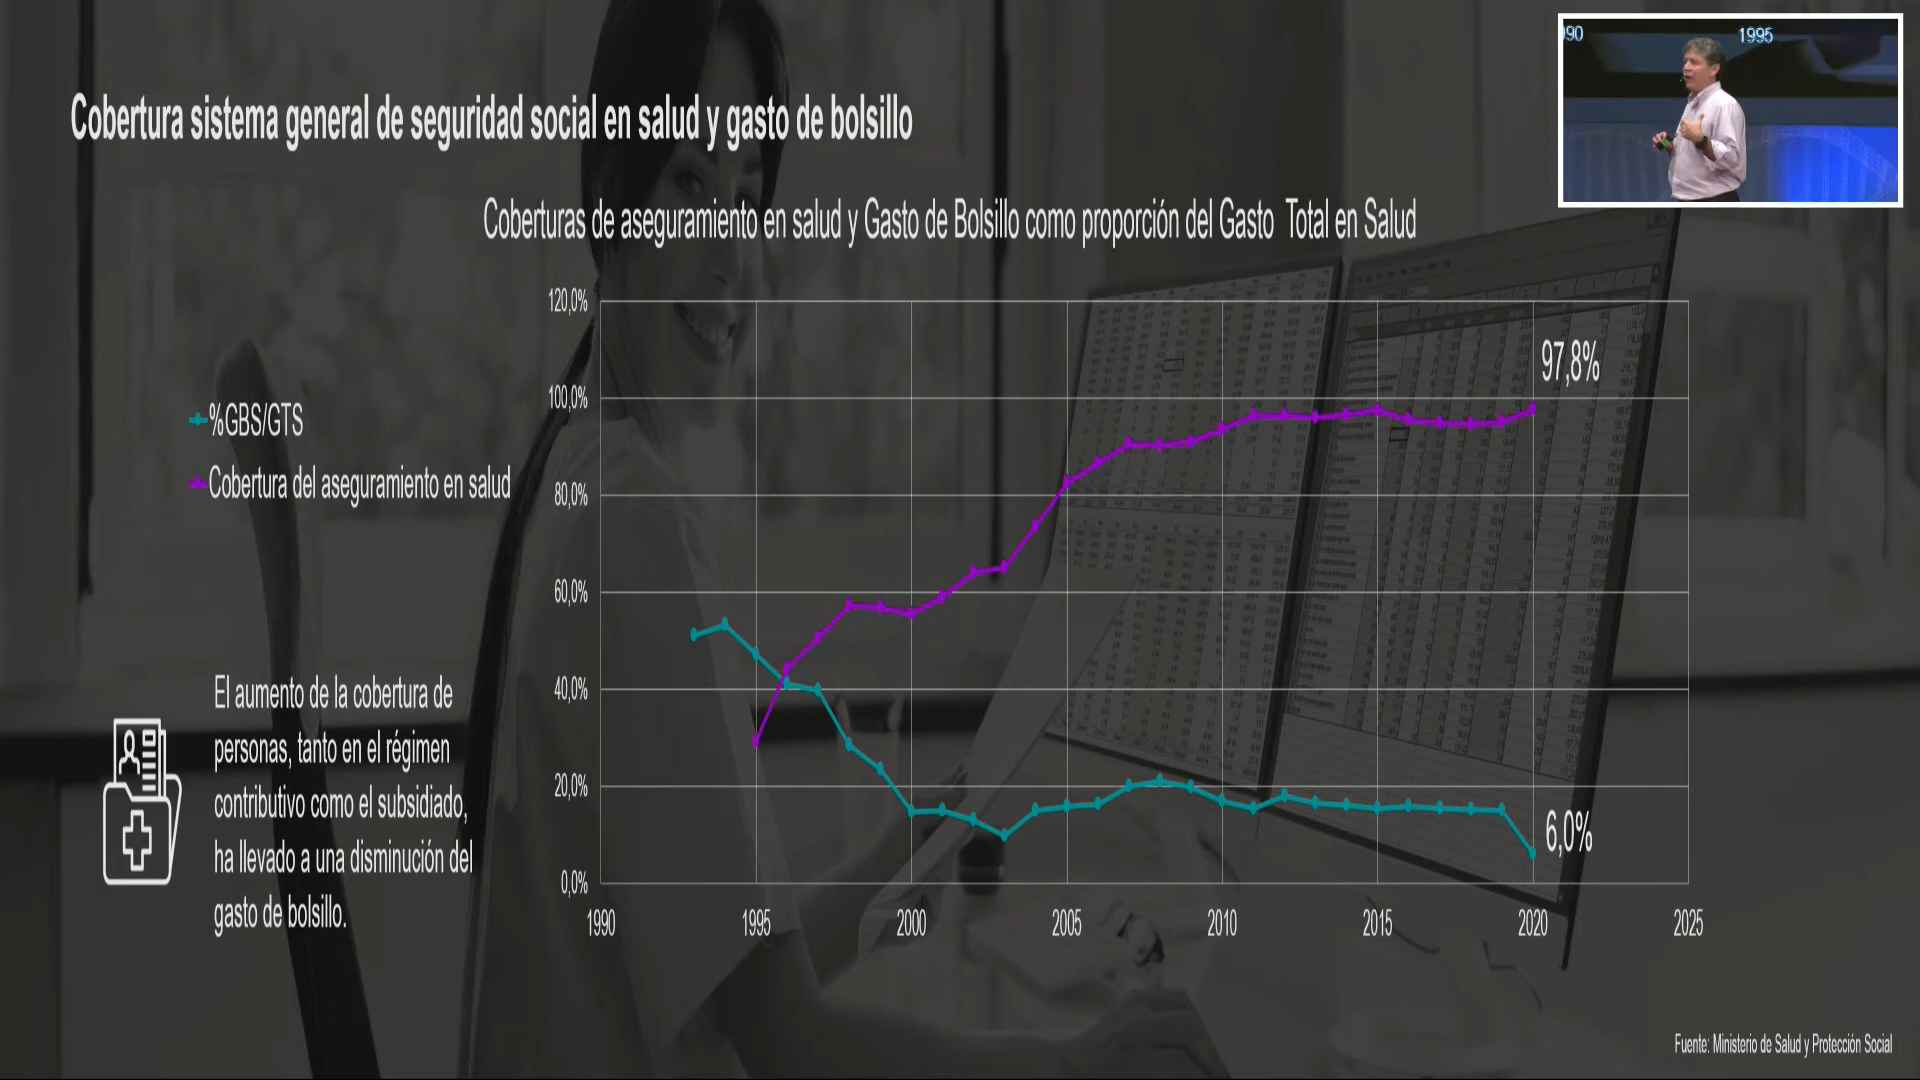 90
1995
Cobertura sistema general de seguridad social en salud y gasto de bolsillo
Coberturas de aseguramiento en salud y Gasto de Bolsillo como proporción del Gasto Total en Salud
120,0%
100,0%
80,0%
60,0%
40,0%
20,0%
0,0%
97,8%
6,0%
%GBS/GTS
Cobertura del aseguramiento en salud
El aumento de la cobertura de
personas, tanto en el régimen
contributivo como el subsidiado,
ha llevado a una disminución del
gasto de bolsillo.
1990
1995
2000
2005
2010
2015
2020
2025
Fuente: Ministerio de Salud y Protección Social